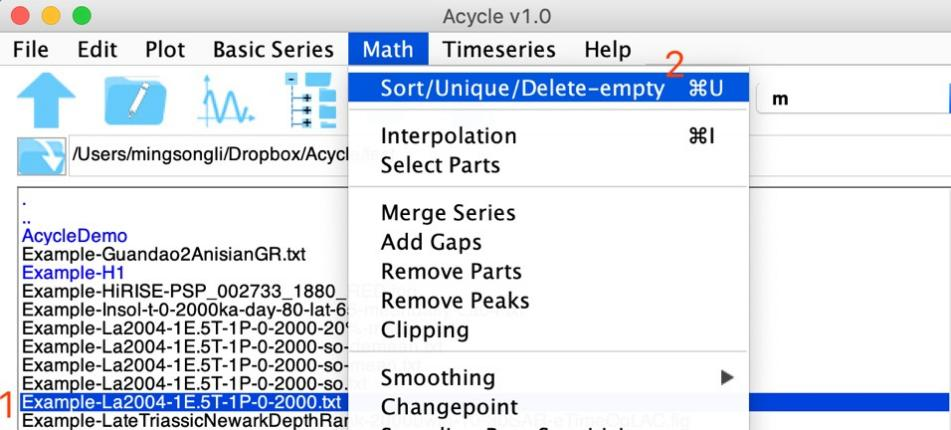 Acycle v1.0
File Edit Plot Basic Series Math Timeseries Help
2
Sort/Unique/Delete-empty ⌘U
m
Interpolation ⌘I
/Users/mingsongli/Dropbox/Acycl
Select Parts
.
..
Merge Series
AcycleDemo
Add Gaps
Example-Guandao2AnisianGR.txt
Remove Parts
Example-H1
Example-HiRISE-PSP_002733_1880_
Remove Peaks
Example-Insol-t-0-2000ka-day-80-lat-6
Clipping
Example-La2004-1E.5T-1P-0-2000-20%
Example-La2004-1E.5T-1P-0-2000-so-
Example-La2004-1E.5T-1P-0-2000-so-
Smoothing
Example-La2004-1E.5T-1P-0-2000-so.
1
Example-La2004-1E.5T-1P-0-2000.txt
Changepoint
Example-LateTriassicNewarkDepthRan